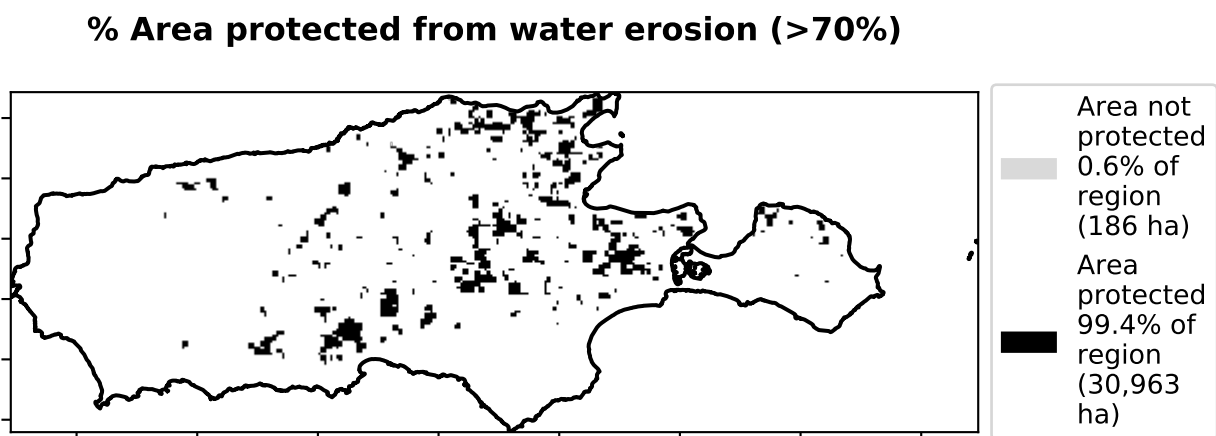 % Area protected from water erosion (>70%)
Area not
protected
0.6% of
region
(186 ha)
Area
protected
99.4% of
region
(30,963
ha)